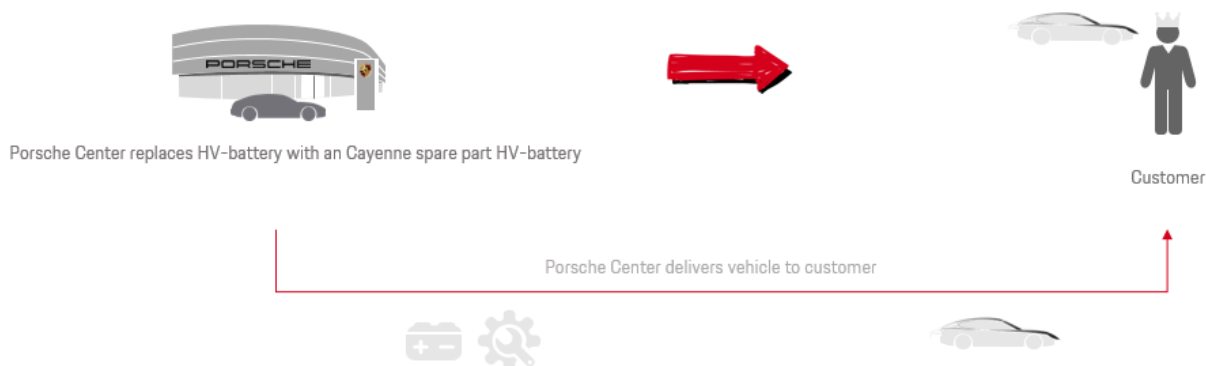 PORSCHE
Porsche Center replaces HV-battery with an Cayenne spare part HV-battery
Customer
Porsche Center delivers vehicle to customer